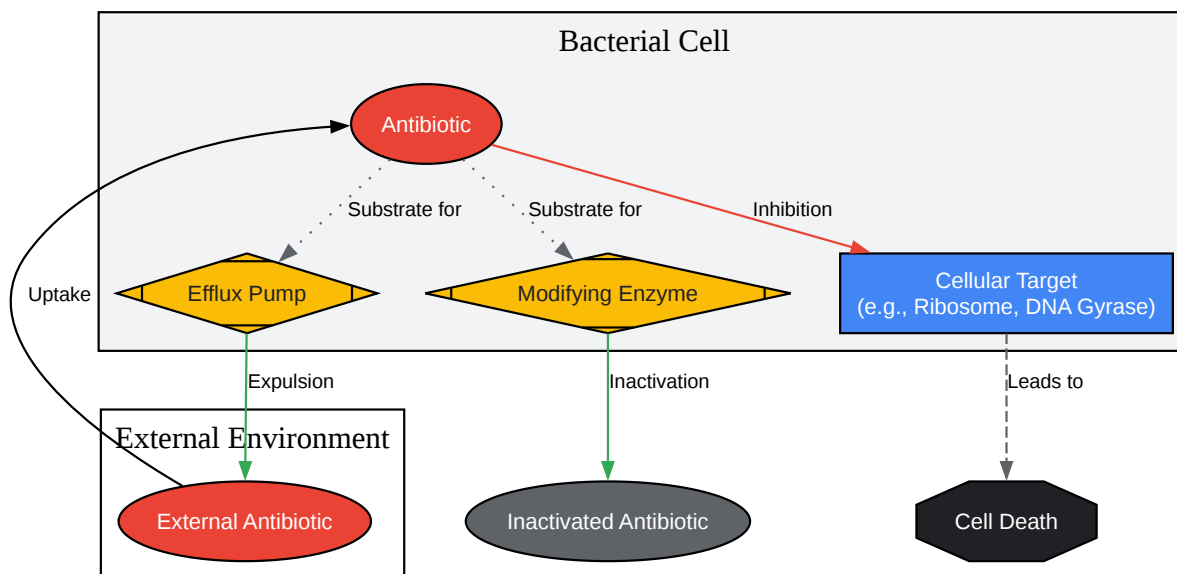 Bacterial Cell
Antibiotic
Substrate for
Substrate for
Inhibition
Uptake
Efflux Pump
Modifying Enzyme
Cellular Target
(e.g., Ribosome, DNA Gyrase)
Expulsion
Inactivation
Leads to
External Environment
External Antibiotic
Inactivated Antibiotic
Cell Death